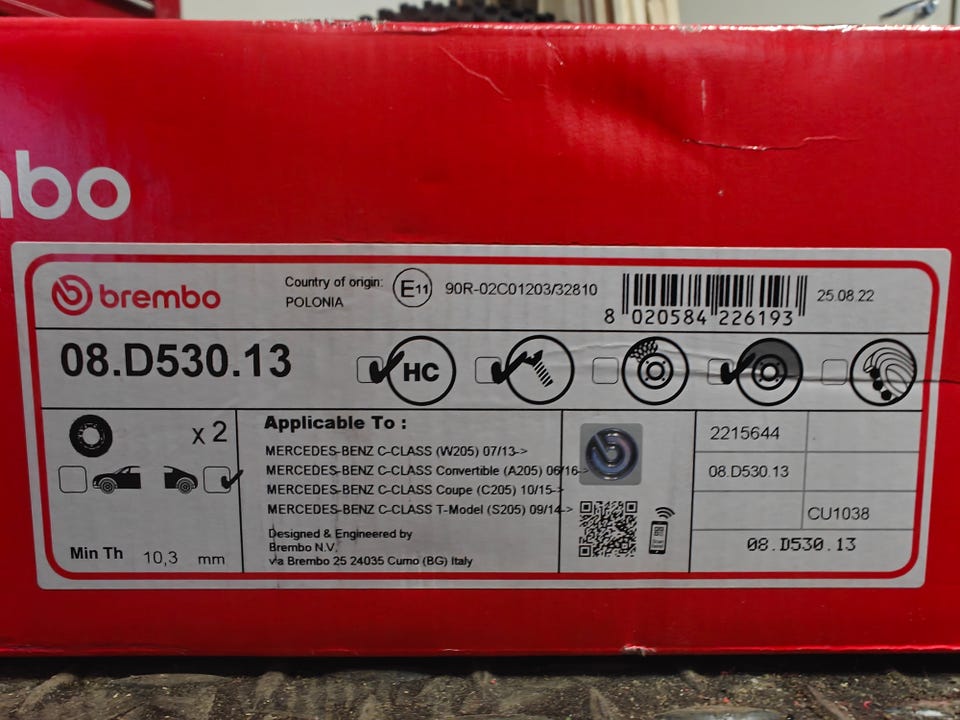 mbo
brembo
Country of origin:
POLONIA
E11
90R-02C01203/32810
8 020584 226193
25.08.22
08.D530.13
HC
x 2
Min Th 10,3 mm
Applicable To :
MERCEDES-BENZ C-CLASS (W205) 07/13->
MERCEDES-BENZ C-CLASS Convertible (A205) 06/16->
MERCEDES-BENZ C-CLASS Coupe (C205) 10/15->
MERCEDES-BENZ C-CLASS T-Model (S205) 09/14->
Designed & Engineered by
Brembo N.V.
via Brembo 25 24035 Curno (BG) Italy
2215644
08.D530.13
CU1038
08.D530.13